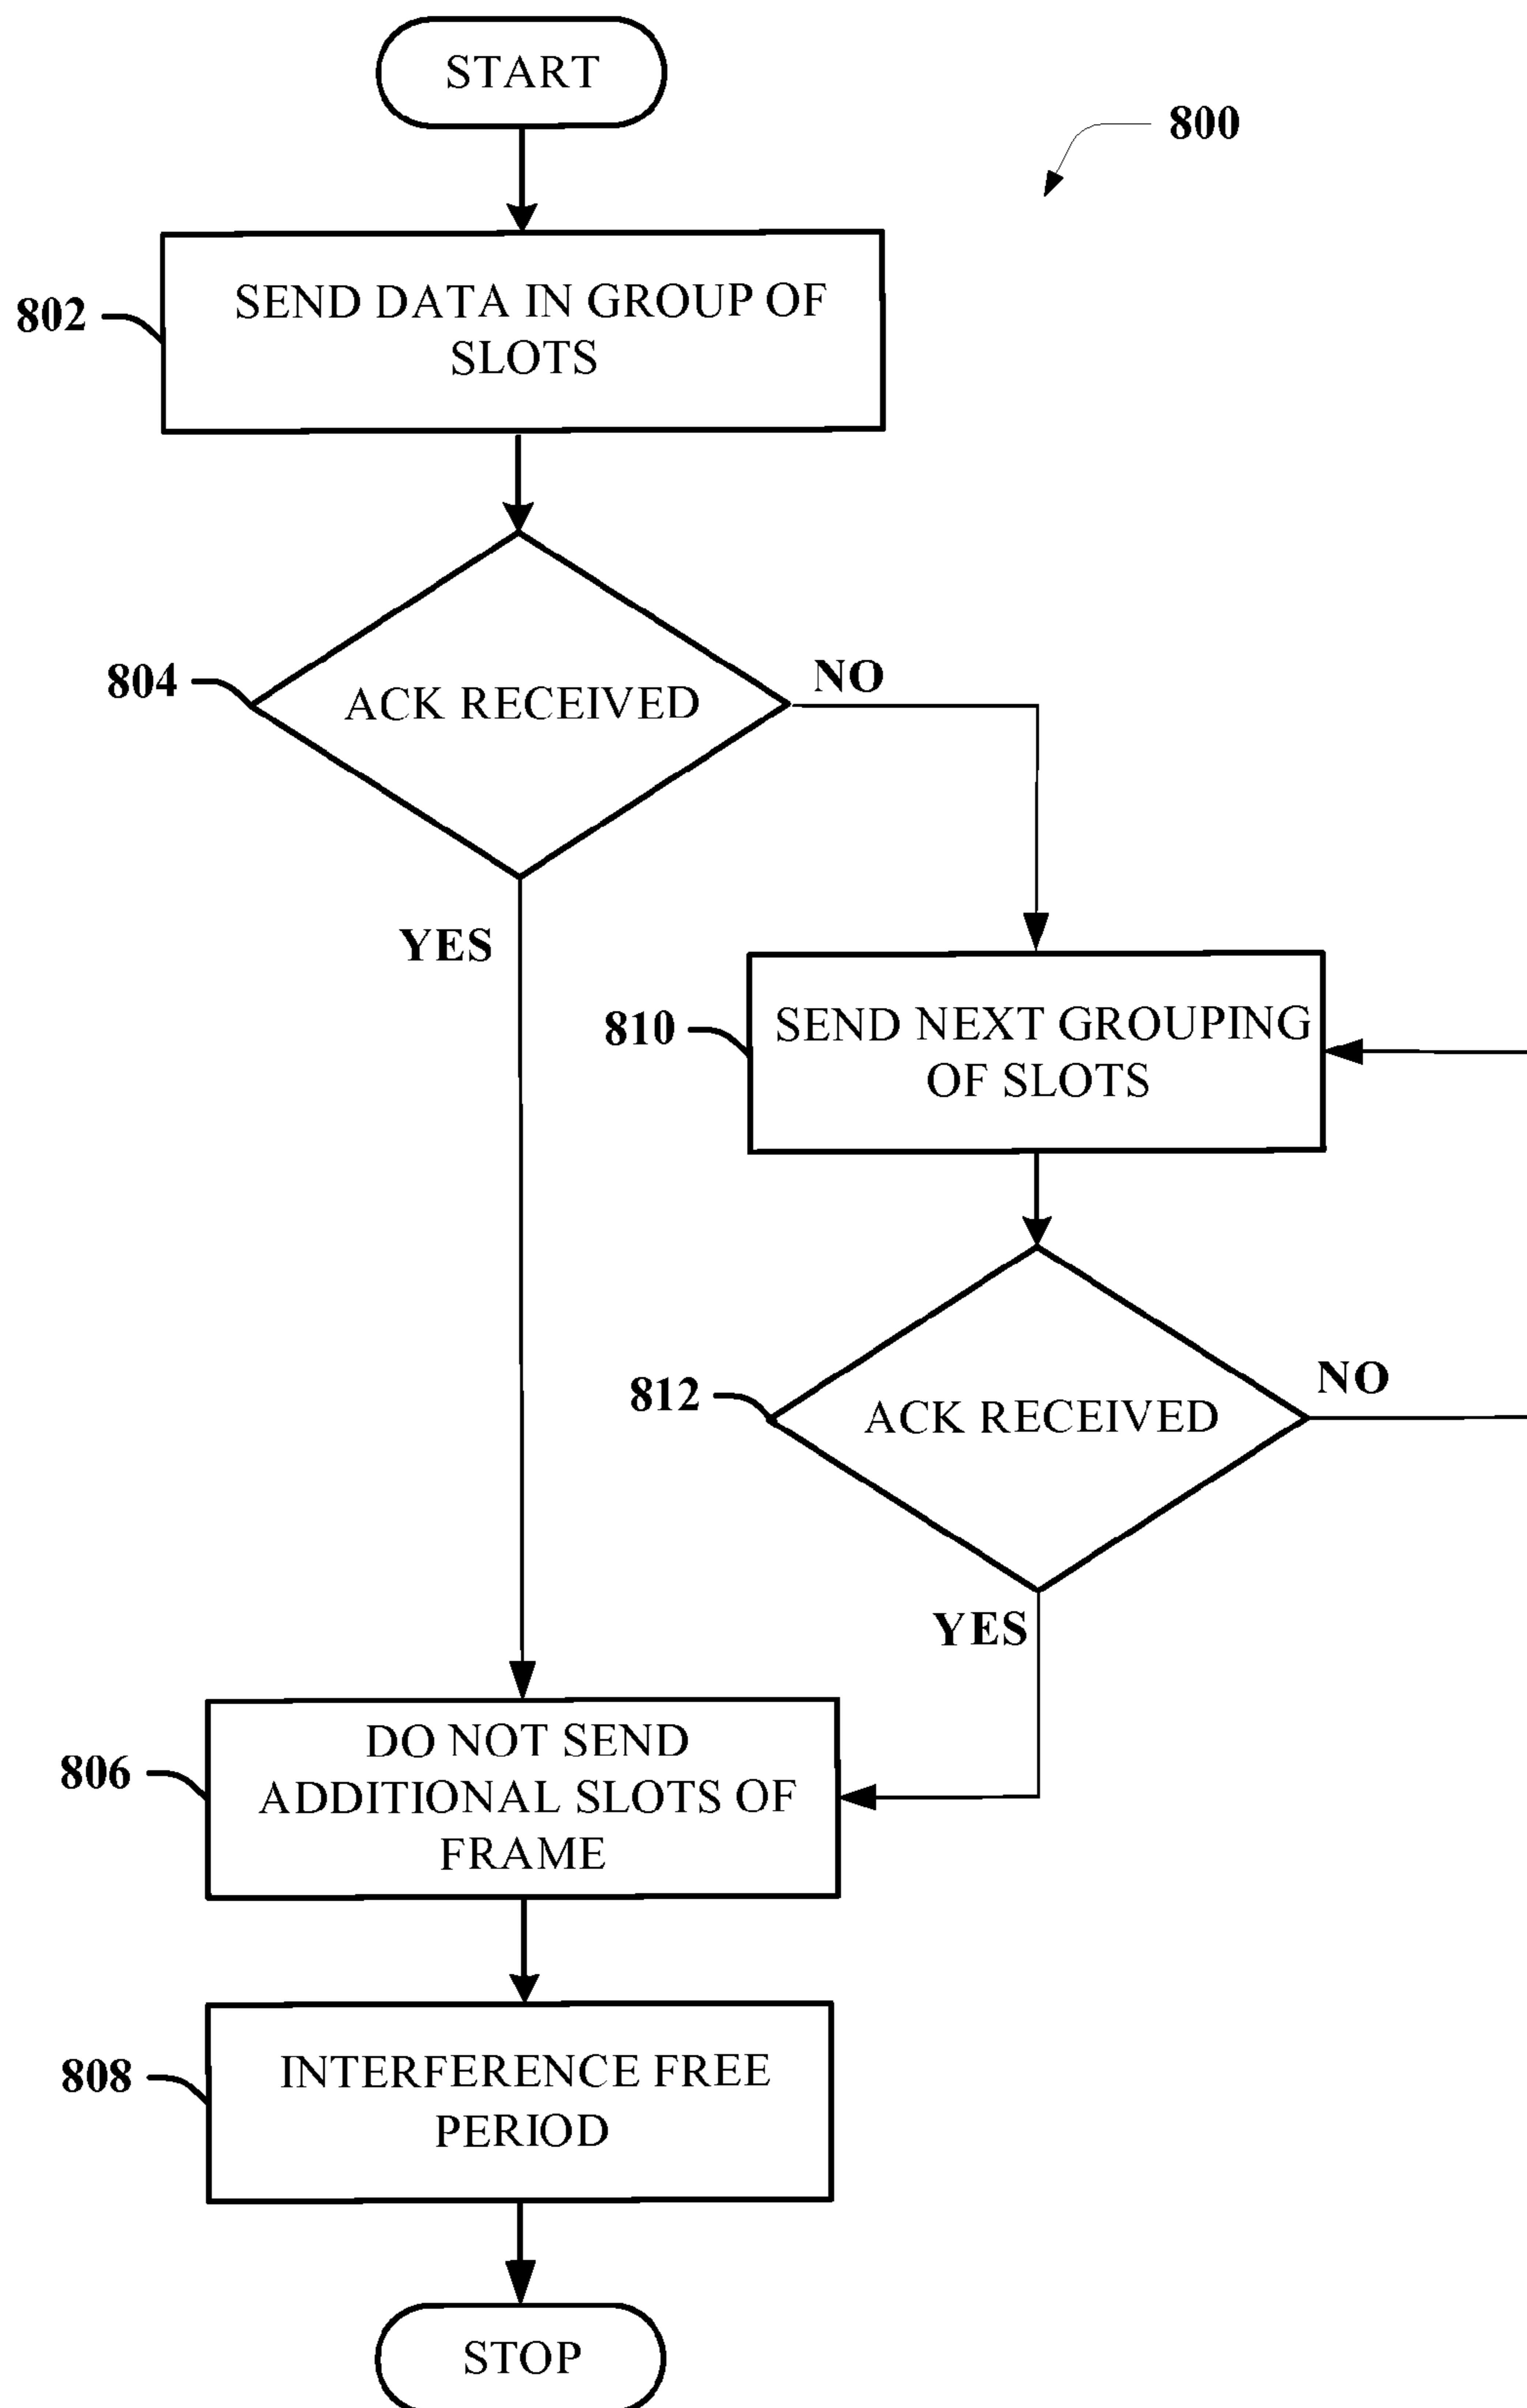 START
800
802
SEND DATA IN GROUP OF
SLOTS
804
ACK RECEIVED
NO
YES
810
SEND NEXT GROUPING
OF SLOTS
812
ACK RECEIVED
NO
YES
806
DO NOT SEND
ADDITIONAL SLOTS OF
FRAME
808
INTERFERENCE FREE
PERIOD
STOP